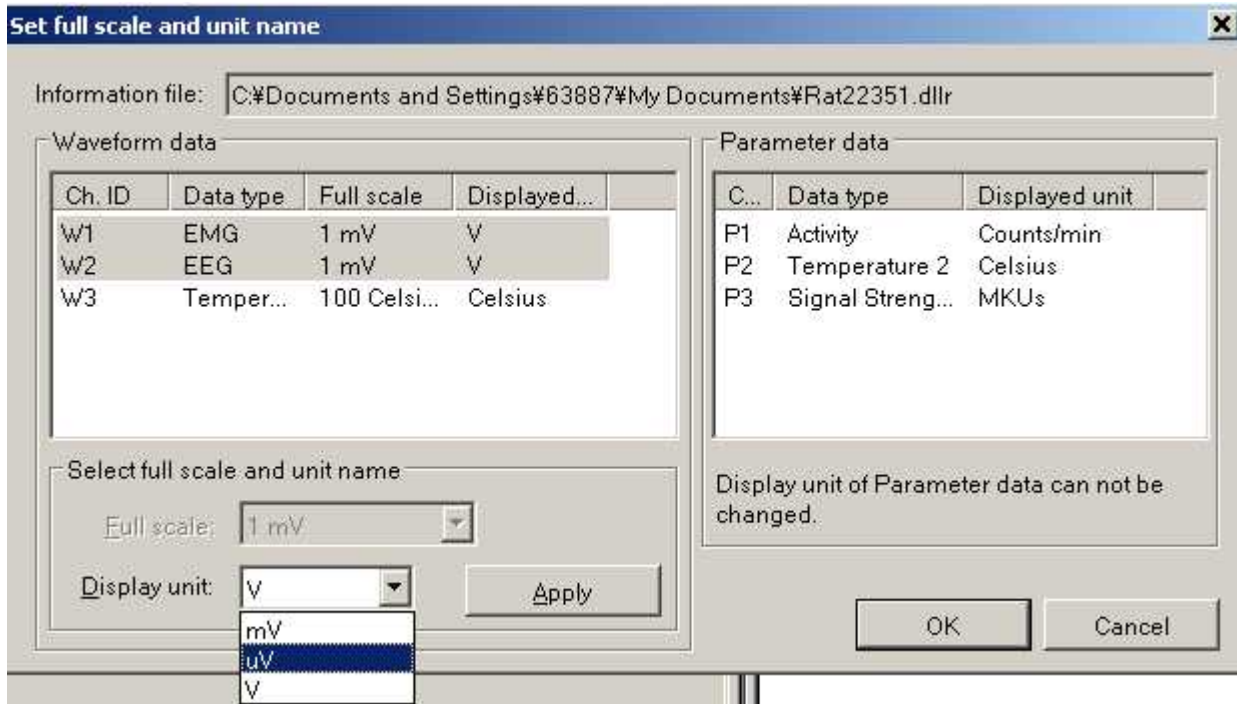 Set full scale and unit name
Information file: C:¥Documents and Settings¥63887¥My Documents¥Rat22351.dllr
Waveform data
Ch. ID Data type Full scale Displayed...
W1 EMG 1 mV V
W2 EEG 1 mV V
W3 Temper... 100 Celsi... Celsius
Parameter data
C... Data type Displayed unit
P1 Activity Counts/min
P2 Temperature 2 Celsius
P3 Signal Streng... MKUs
Select full scale and unit name
Full scale: 1 mV
Display unit: V
Apply
mV
uV
V
Display unit of Parameter data can not be
changed.
OK Cancel